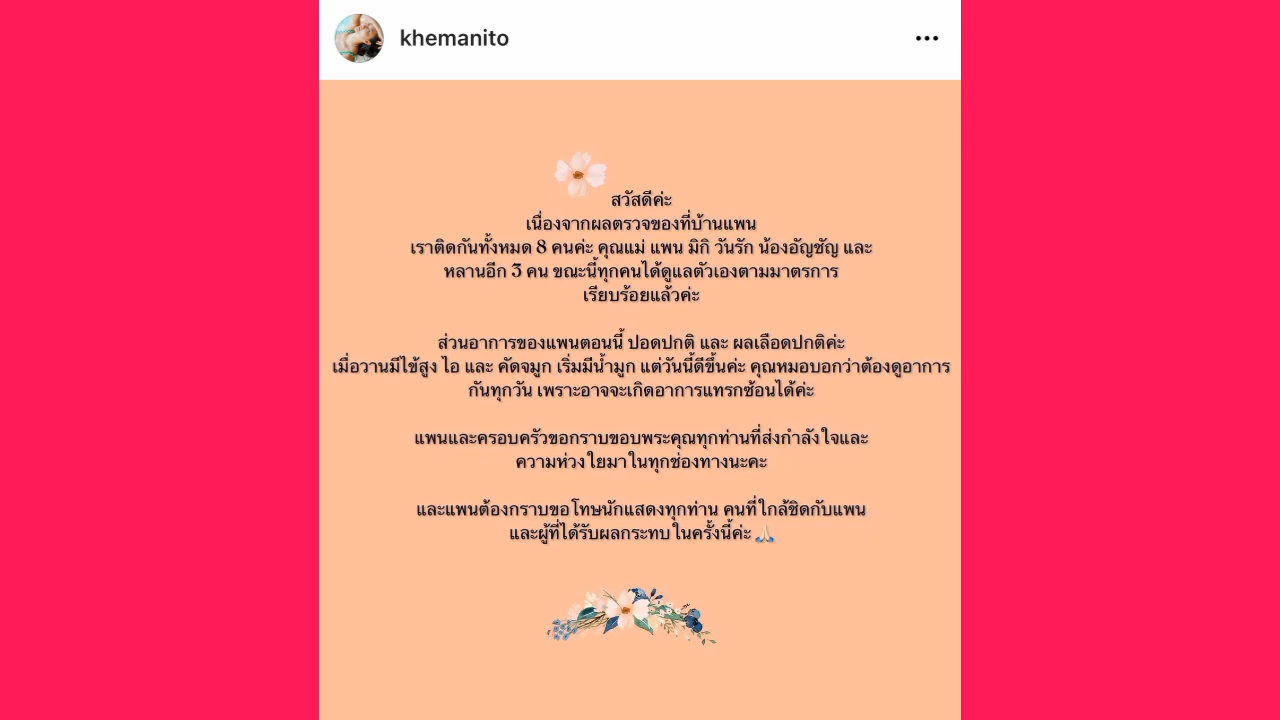 khemanito
สวัสดีค่ะ
เนื่องจากผลตรวจของที่บ้านแพน
เราติดกันทั้งหมด 8 คนค่ะ คุณแม่ แพน มิกิ วันรัก น้องอัญชัญ และ
หลานอีก 3 คน ขณะนี้ทุกคนได้ดูแลตัวเองตามมาตรการ
เรียบร้อยแล้วค่ะ
ส่วนอาการของแพนตอนนี้ ปอดปกติ และ ผลเลือดปกติค่ะ
เมื่อวานมีไข้สูง ไอ และ คัดจมูก เริ่มมีน้ำมูก แต่วันนี้ดีขึ้นค่ะ คุณหมอบอกว่าต้องดูอาการ
กันทุกวัน เพราะอาจจะเกิดอาการแทรกซ้อนได้ค่ะ
แพนและครอบครัวขอกราบขอบพระคุณทุกท่านที่ส่งกำลังใจและ
ความห่วงใยมาในทุกช่องทางนะคะ
และแพนต้องกราบขอโทษนักแสดงทุกท่าน คนที่ใกล้ชิดกับแพน
และผู้ที่ได้รับผลกระทบในครั้งนี้ค่ะ 🙏🏻